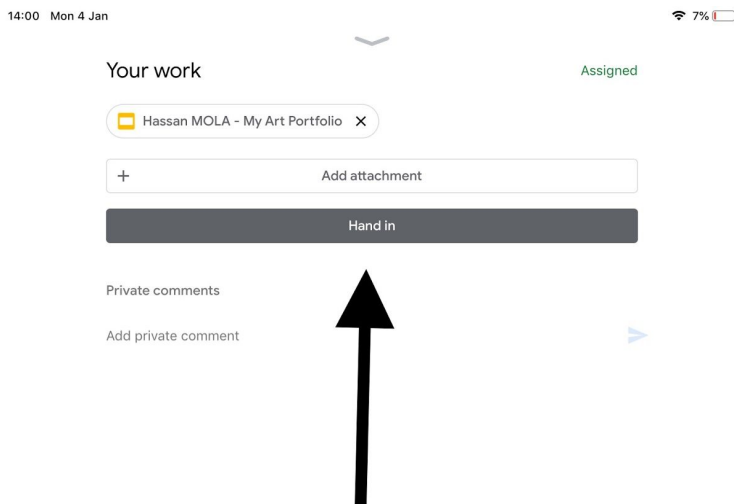 14:00 Mon 4 Jan 7%
Your work Assigned
Hassan MOLA - My Art Portfolio
Add attachment
Hand in
Private comments
Add private comment